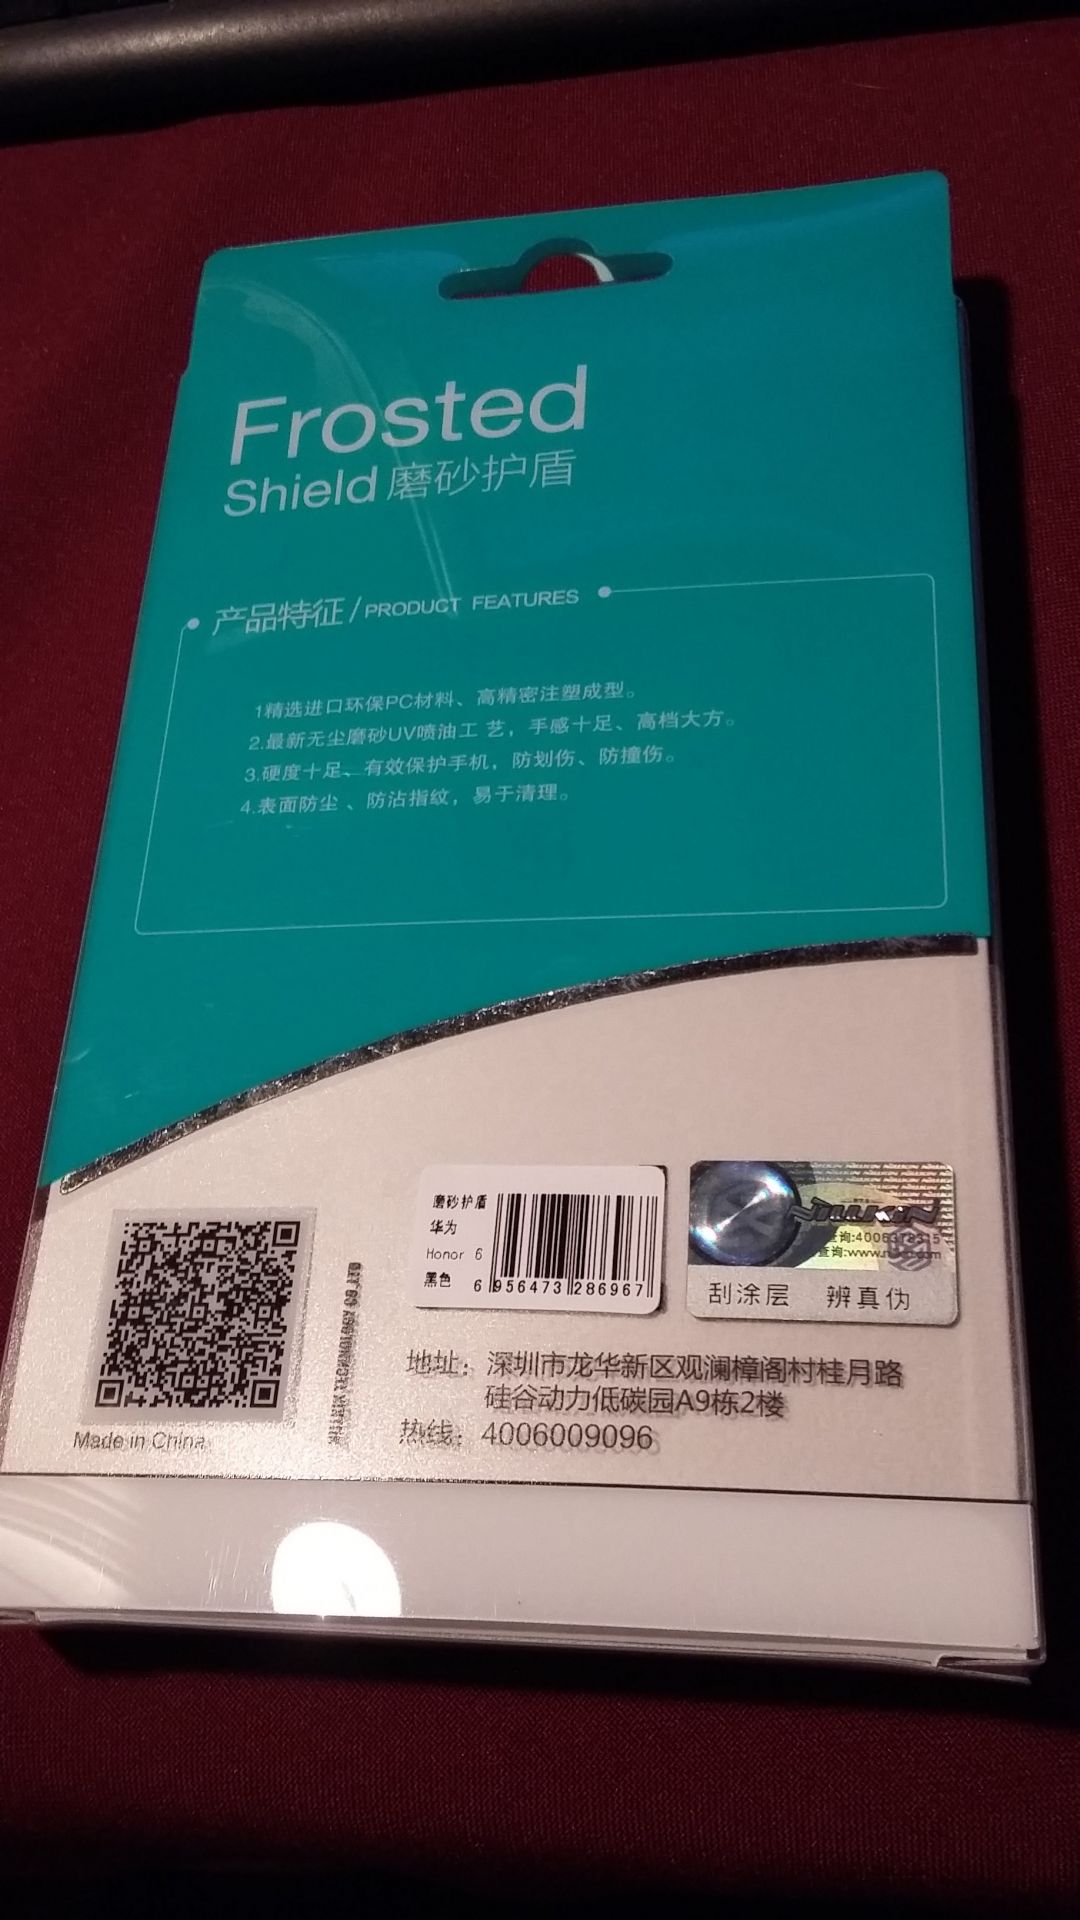 Frosted
Shield 磨砂护盾
产品特征/PRODUCT FEATURES
1精选进口环保PC材料、高精密注塑成型。
2.最新无尘磨砂UV喷油工 艺，手感十足、高档大方。
3.硬度十足、有效保护手机，防划伤、防撞伤。
4.表面防尘 、防沾指纹，易于清理。
磨砂护盾
华为
Honor 6
黑色
6 956473 286967
NILLKIN
刮涂层 辨真伪
地址：深圳市龙华新区观澜樟阁村桂月路
硅谷动力低碳园A9栋2楼
热线：4006009096
Made in China